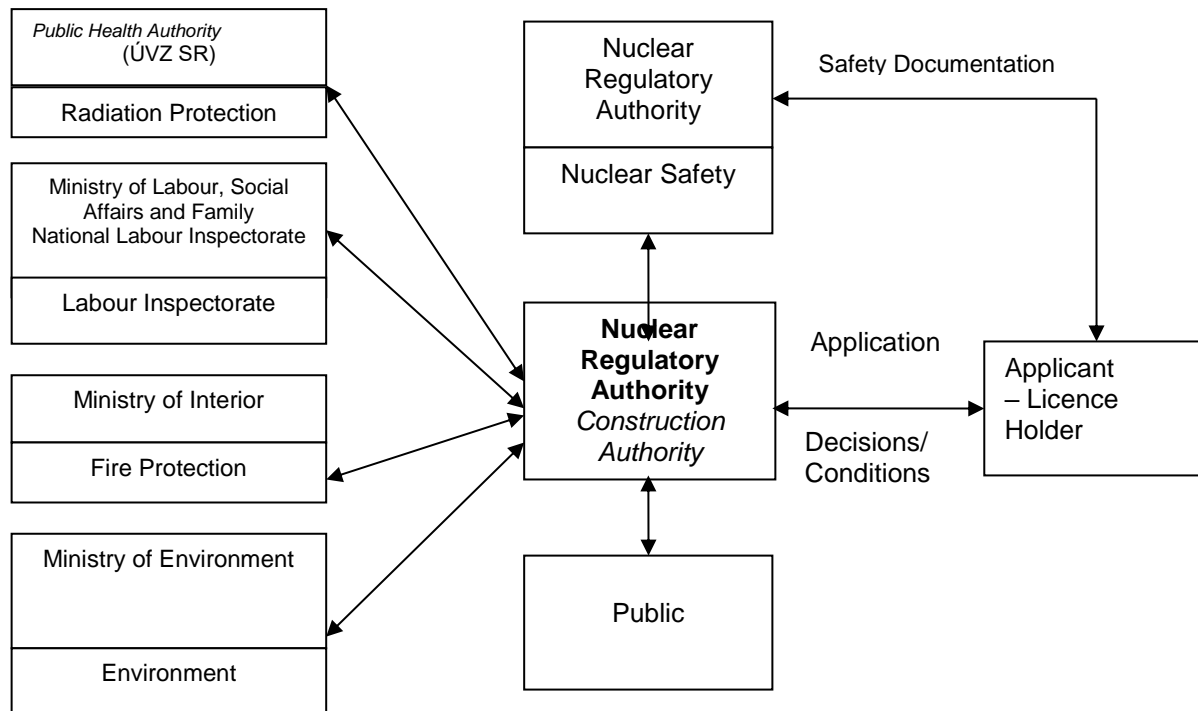 Public Health Authority
(ÚVZ SR)
Radiation Protection
Ministry of Labour, Social
Affairs and Family
National Labour Inspectorate
Labour Inspectorate
Ministry of Interior
Fire Protection
Ministry of Environment
Environment
Nuclear
Regulatory
Authority
Nuclear Safety
Nuclear
Regulatory
Authority
Construction
Authority
Public
Safety Documentation
Application
Decisions/
Conditions
Applicant
– Licence
Holder